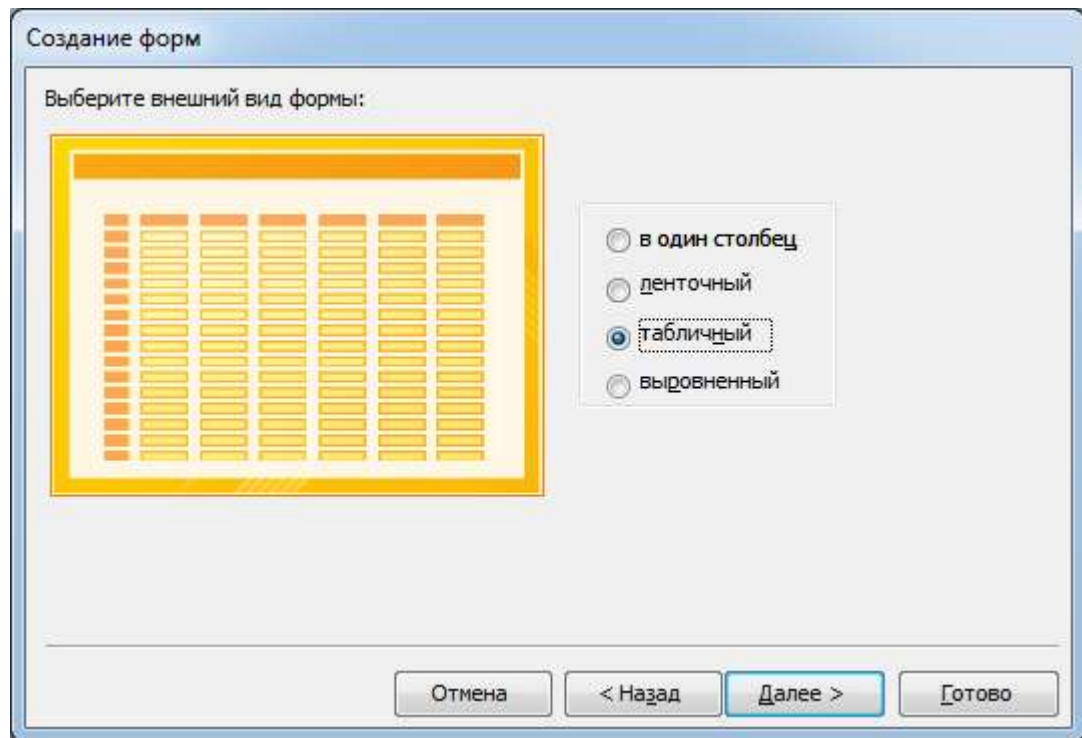 Создание форм
Выберите внешний вид формы:
в один столбец
ленточный
табличный
выровненный
Отмена
< Назад
Далее >
Готово